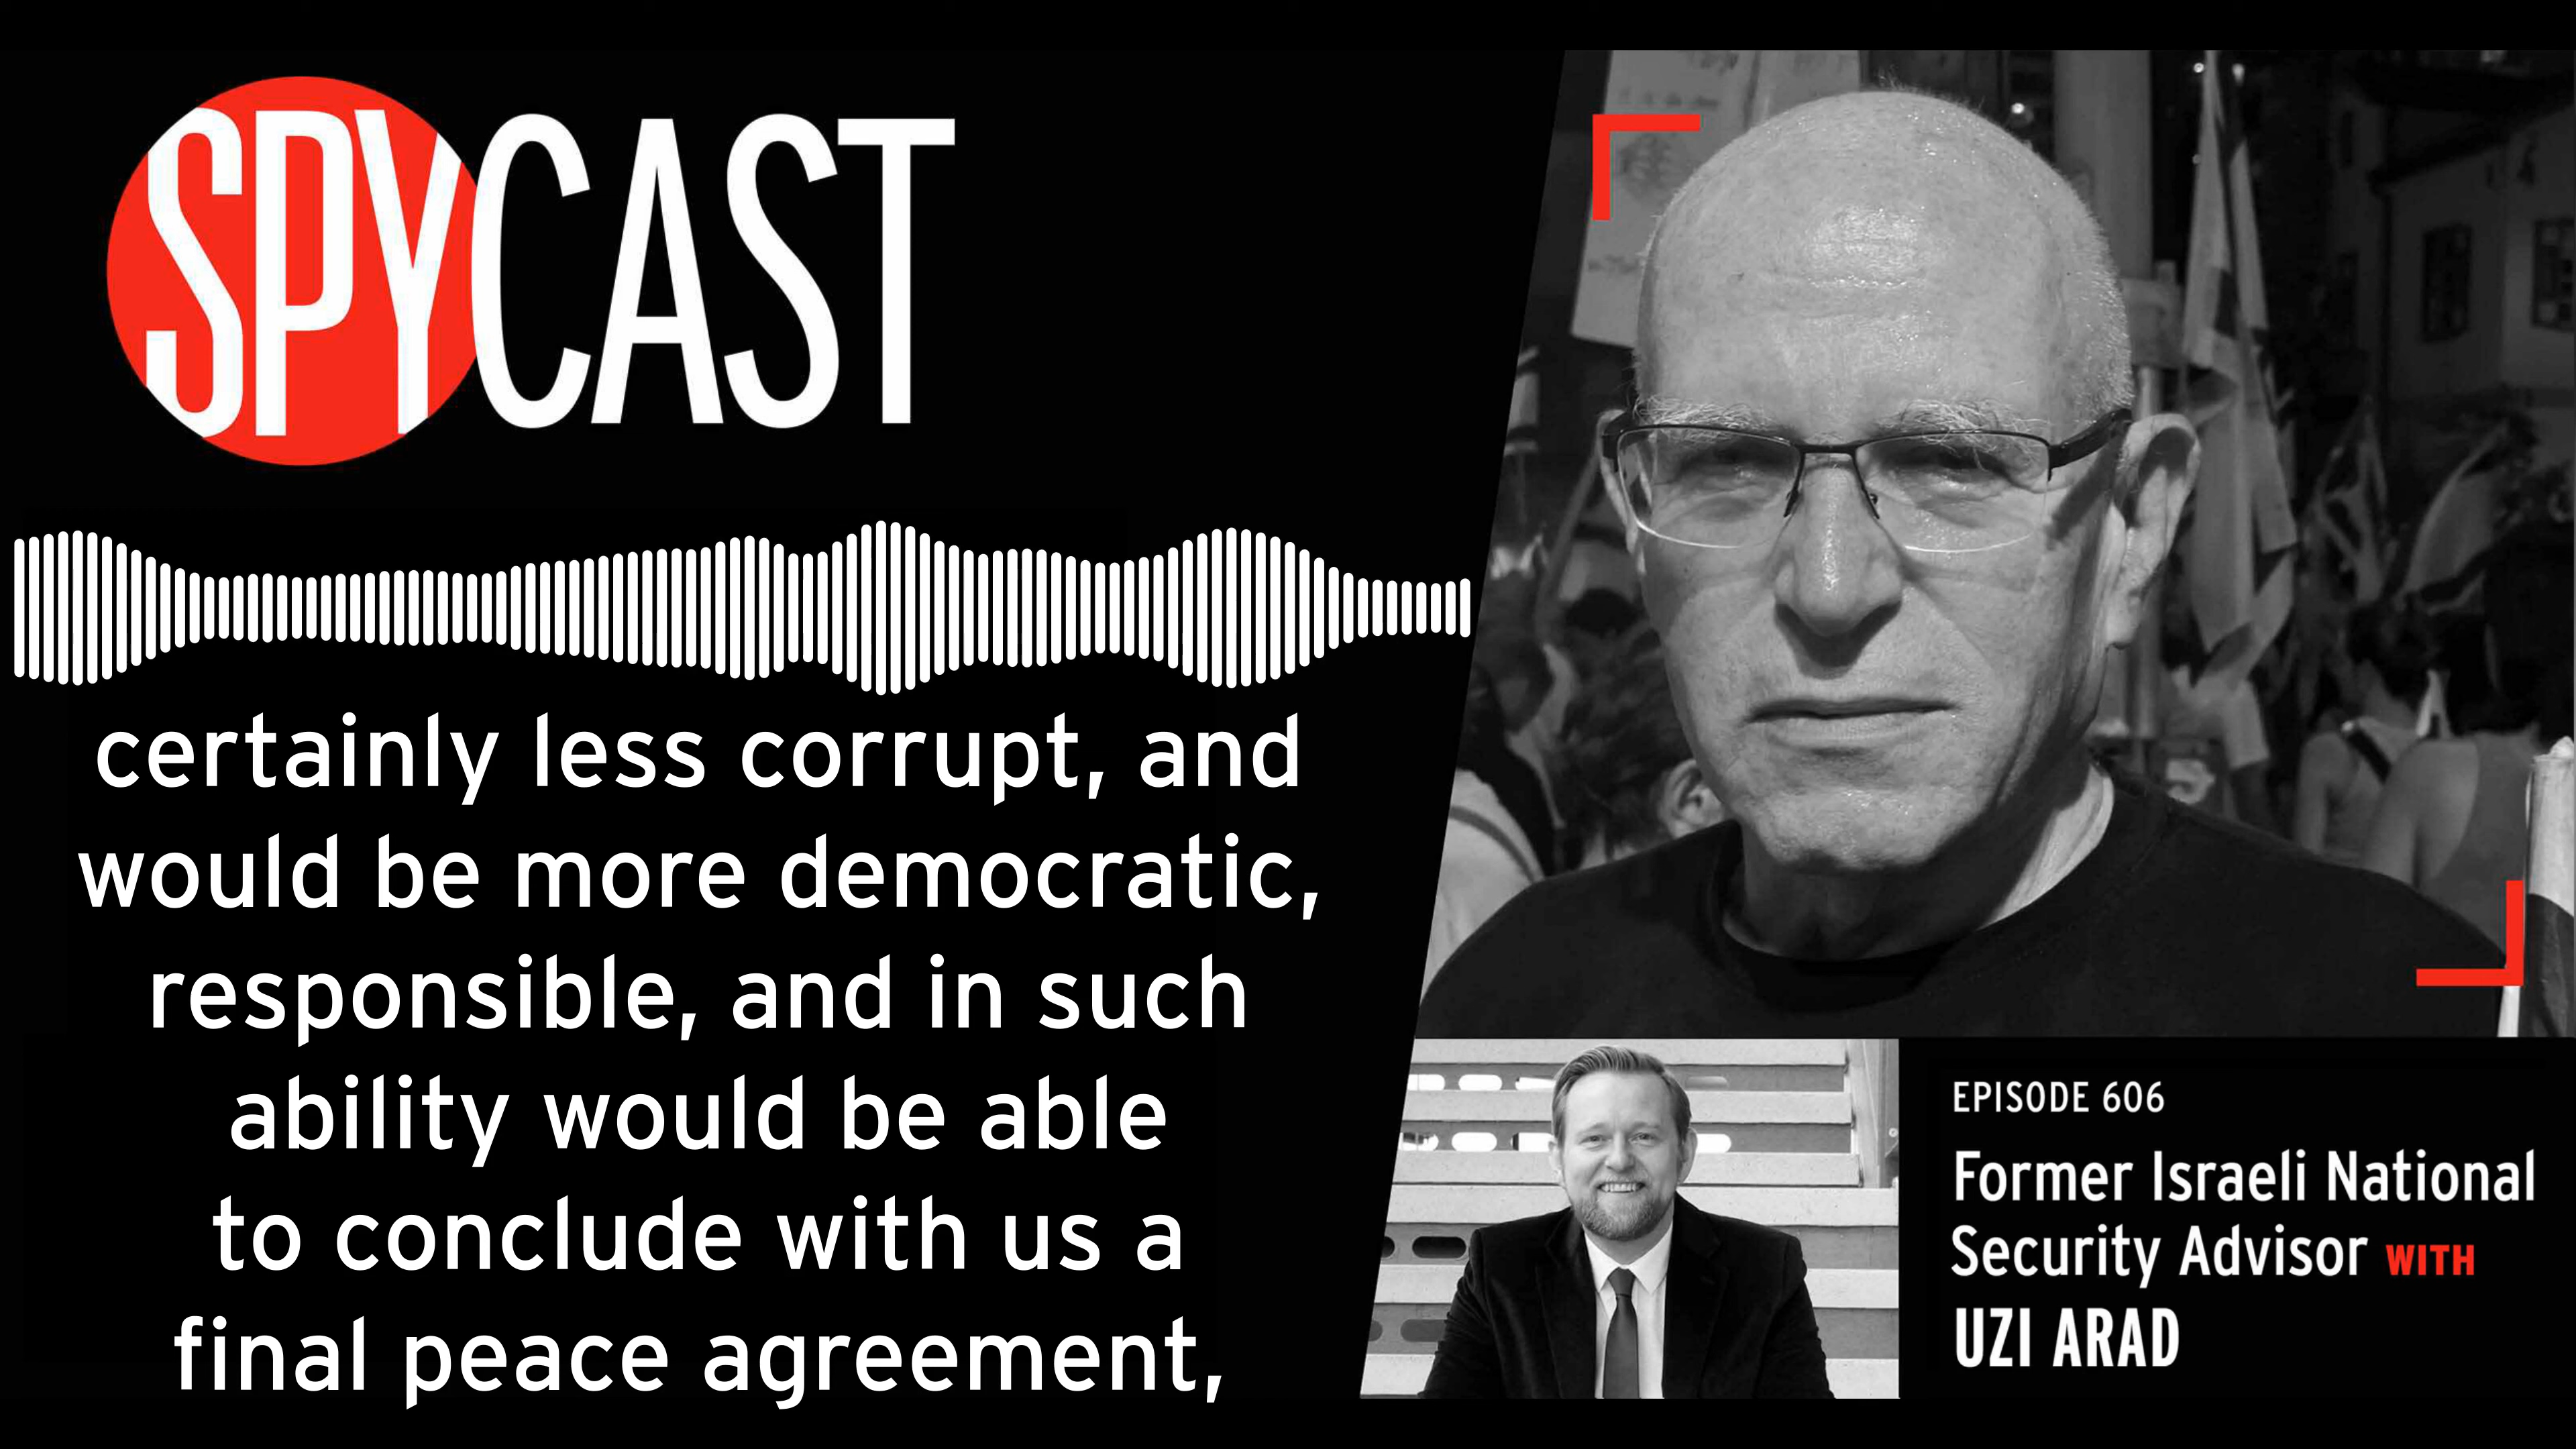 SPYCAST
certainly less corrupt, and
would be more democratic,
responsible, and in such
ability would be able
to conclude with us a
final peace agreement,
EPISODE 606
Former Israeli National
Security Advisor WITH
UZI ARAD